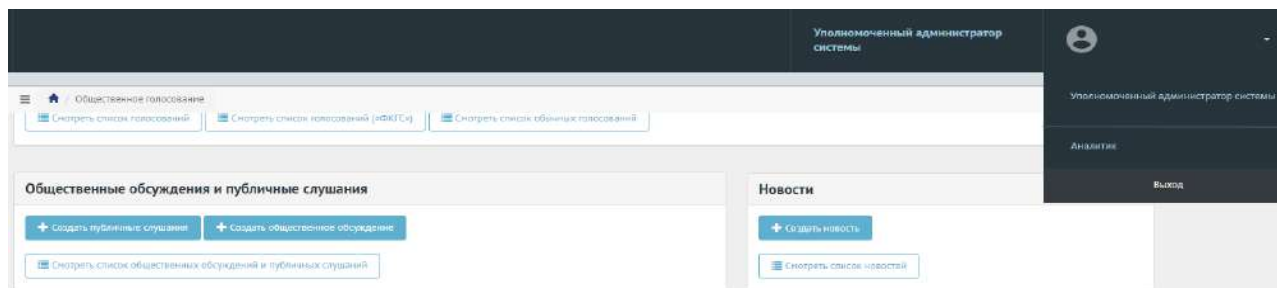 Уполномоченный администратор
системы
Общественное голосование
Уполномоченный администратор системы
Смотреть список голосований
Смотреть список голосований («ФКГС»)
Смотреть список обычных голосований
Аналитик
Выход
Общественные обсуждения и публичные слушания
Новости
Создать публичные слушания
Создать общественное обсуждение
Создать новость
Смотреть список общественных обсуждений и публичных слушаний
Смотреть список новостей